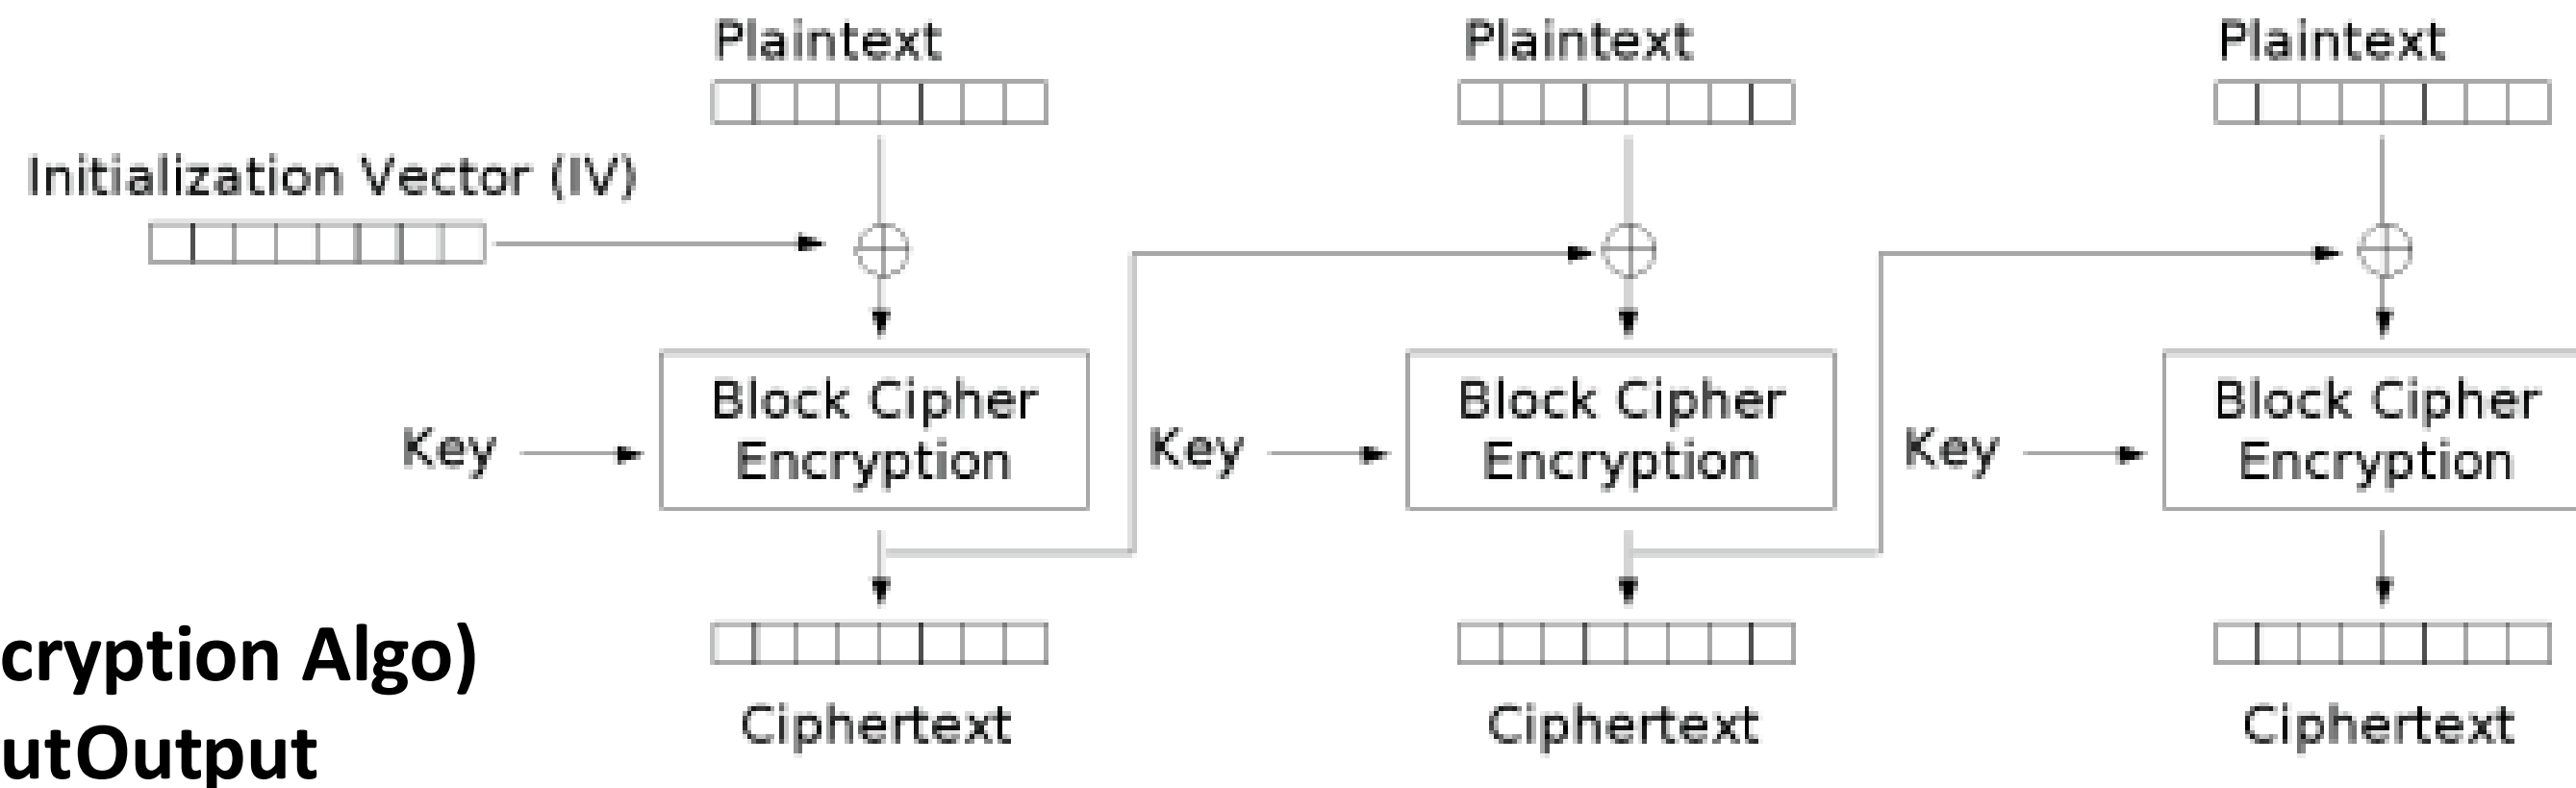 Plaintext
Plaintext
Plaintext
Initialization Vector (IV)
Key
Block Cipher
Encryption
Key
Block Cipher
Encryption
Key
Block Cipher
Encryption
cryption Algo)
utOutput
Ciphertext
Ciphertext
Ciphertext